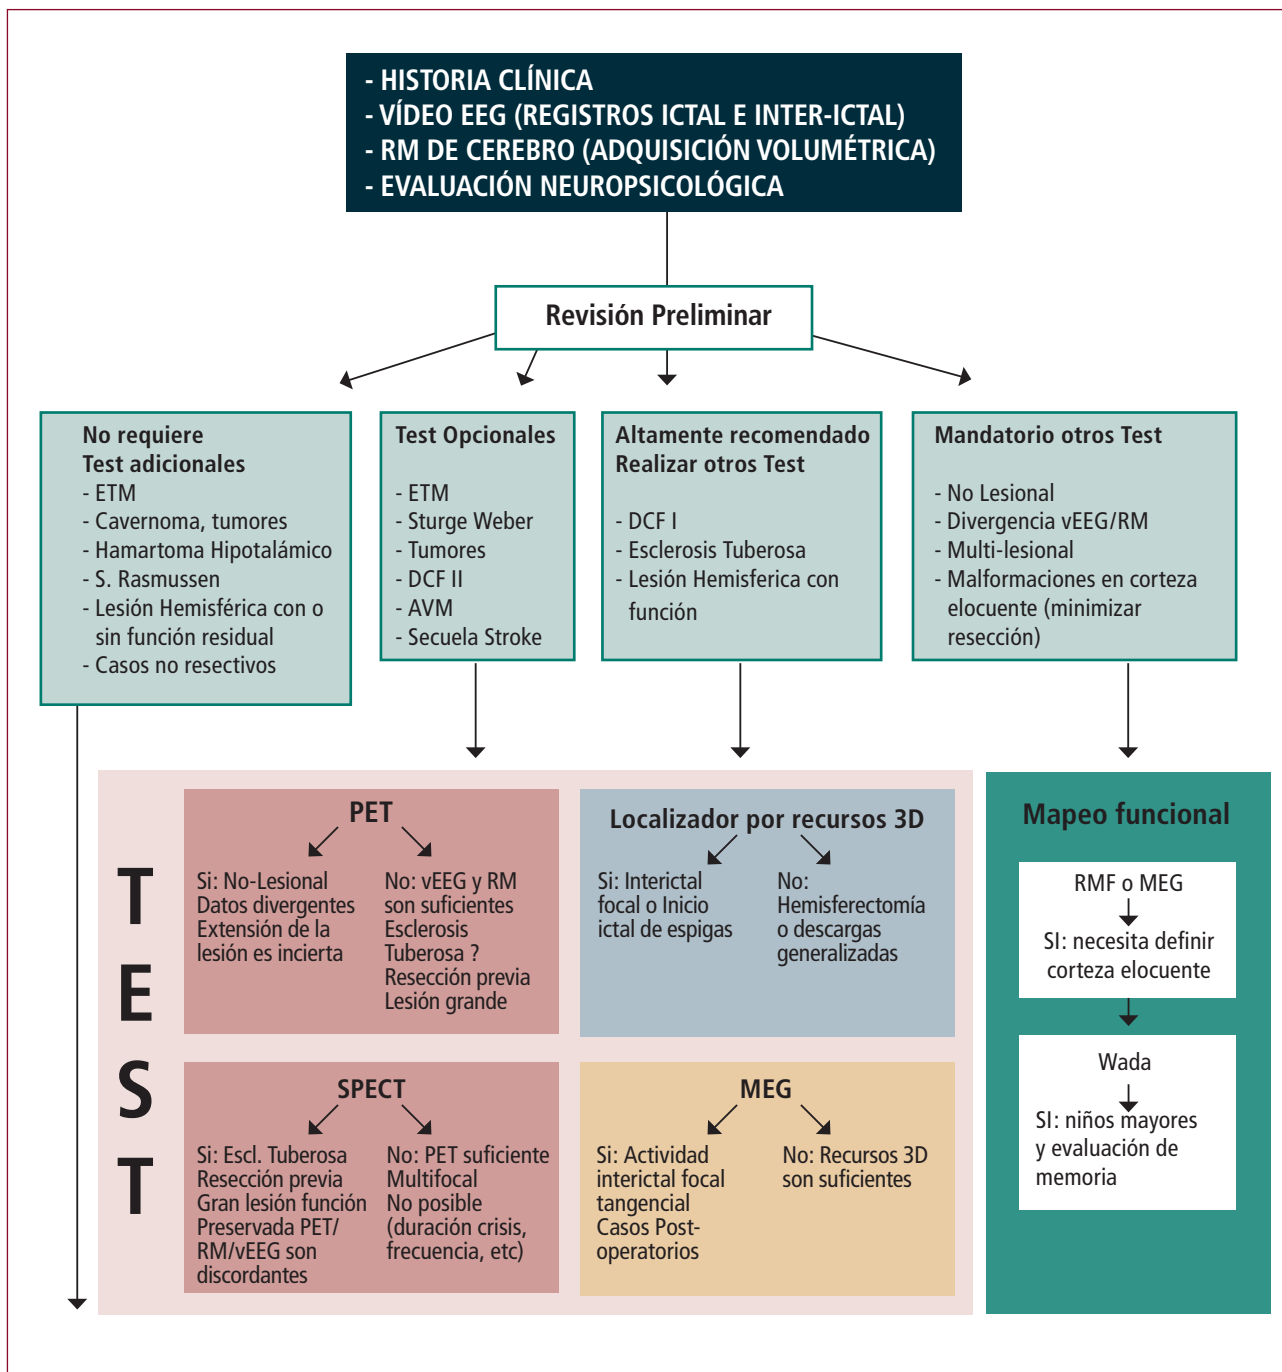 - HISTORIA CLÍNICA
- VÍDEO EEG (REGISTROS ICTAL E INTER-ICTAL)
- RM DE CEREBRO (ADQUISICIÓN VOLUMÉTRICA)
- EVALUACIÓN NEUROPSICOLÓGICA
Revisión Preliminar
No requiere
Test adicionales
- ETM
- Cavernoma, tumores
- Hamartoma Hipotalámico
- S. Rasmussen
- Lesión Hemisférica con o
sin función residual
- Casos no resectivos
Test Opcionales
- ETM
- Sturge Weber
- Tumores
- DCF II
- AVM
- Secuela Stroke
Altamente recomendado
Realizar otros Test
- DCF I
- Esclerosis Tuberosa
- Lesión Hemisferica con
función
Mandatorio otros Test
- No Lesional
- Divergencia vEEG/RM
- Multi-lesional
- Malformaciones en corteza
elocuente (minimizar
resección)
TEST
PET
Si: No-Lesional
Datos divergentes
Extensión de la
lesión es incierta
No: vEEG y RM
son suficientes
Esclerosis
Tuberosa ?
Resección previa
Lesión grande
Localizador por recursos 3D
Si: Interictal
focal o Inicio
ictal de espigas
No:
Hemisferectomía
o descargas
generalizadas
SPECT
Si: Escl. Tuberosa
Resección previa
Gran lesión función
Preservada PET/
RM/vEEG son
discordantes
No: PET suficiente
Multifocal
No posible
(duración crisis,
frecuencia, etc)
MEG
Si: Actividad
interictal focal
tangencial
Casos Post-
operatorios
No: Recursos 3D
son suficientes
Mapeo funcional
RMF o MEG
SI: necesita definir
corteza elocuente
Wada
SI: niños mayores
y evaluación de
memoria